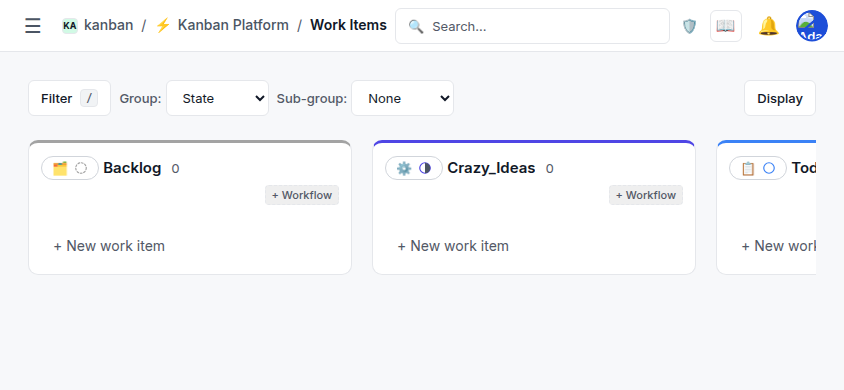 KA kanban / Kanban Platform / Work Items Search...
Filter / Group: State Sub-group: None Display
Backlog 0
+ Workflow
+ New work item
Crazy_Ideas 0
+ Workflow
+ New work item
Tod
+ New work